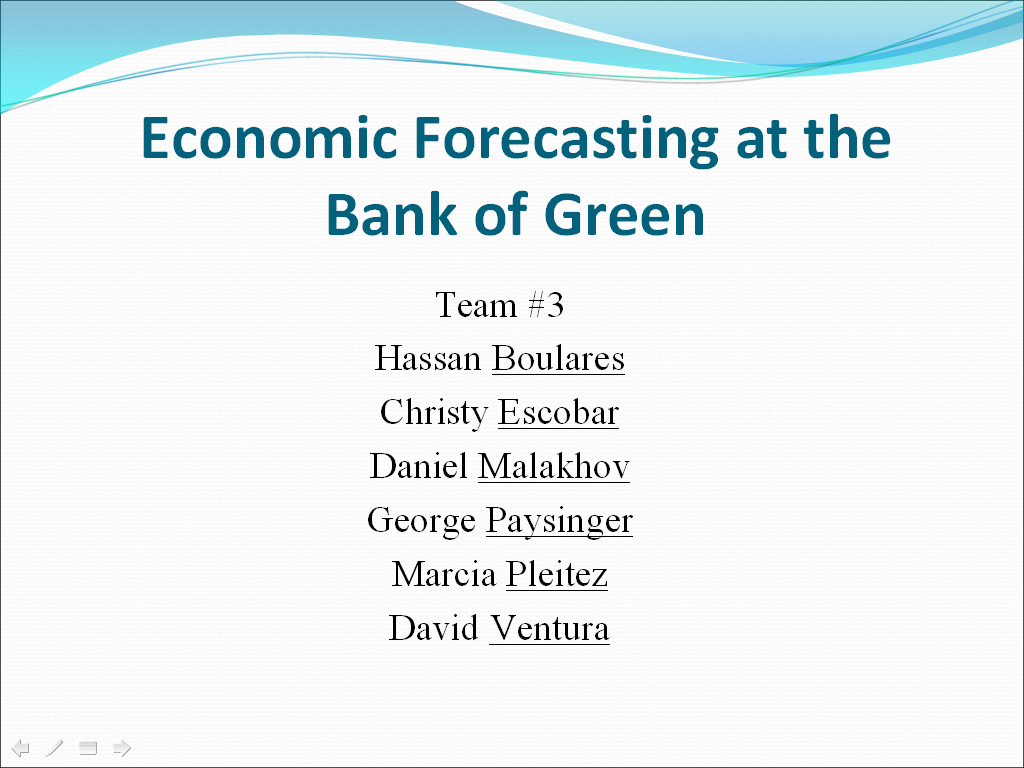 Economic Forecasting at the
Bank of Green
Team #3
Hassan Boulares
Christy Escobar
Daniel Malakhov
George Paysinger
Marcia Pleitez
David Ventura